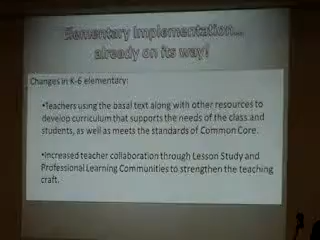 Elementary Implementation...
already on its way!
Changes in K-6 elementary:
•Teachers using the basal text along with other resources to
develop curriculum that supports the needs of the class and
students, as well as meets the standards of Common Core.
•Increased teacher collaboration through Lesson Study and
Professional Learning Communities to strengthen the teaching
craft.